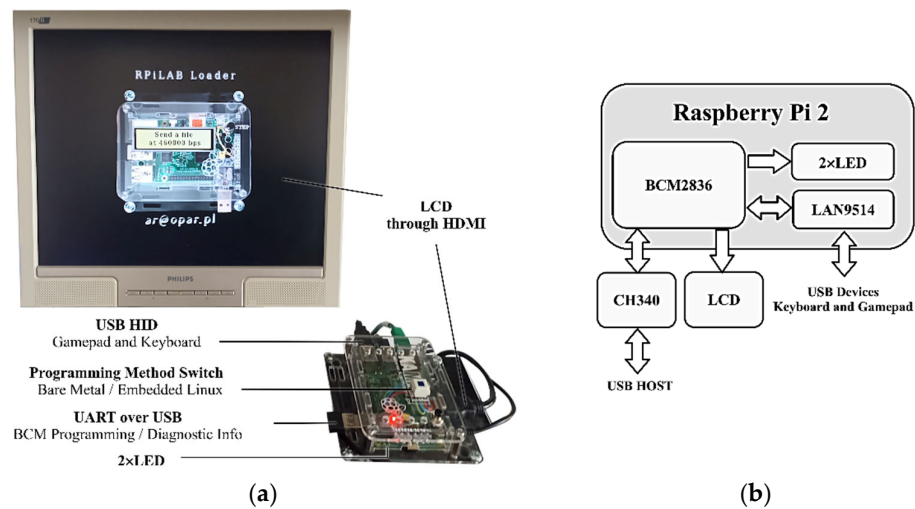 RPiLAB Loader
Send a file
at 460800 bps
STEP
ar@opar.pl
PHILIPS
LCD
through HDMI
USB HID
Gamepad and Keyboard
Programming Method Switch
Bare Metal / Embedded Linux
UART over USB
BCM Programming / Diagnostic Info
2×LED
(a)
Raspberry Pi 2
BCM2836
2×LED
LAN9514
CH340
LCD
USB Devices
Keyboard and Gamepad
USB HOST
(b)